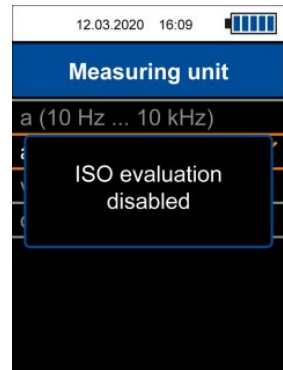 12.03.2020 16:09
Measuring unit
a (10 Hz ... 10 kHz)
ISO evaluation
disabled